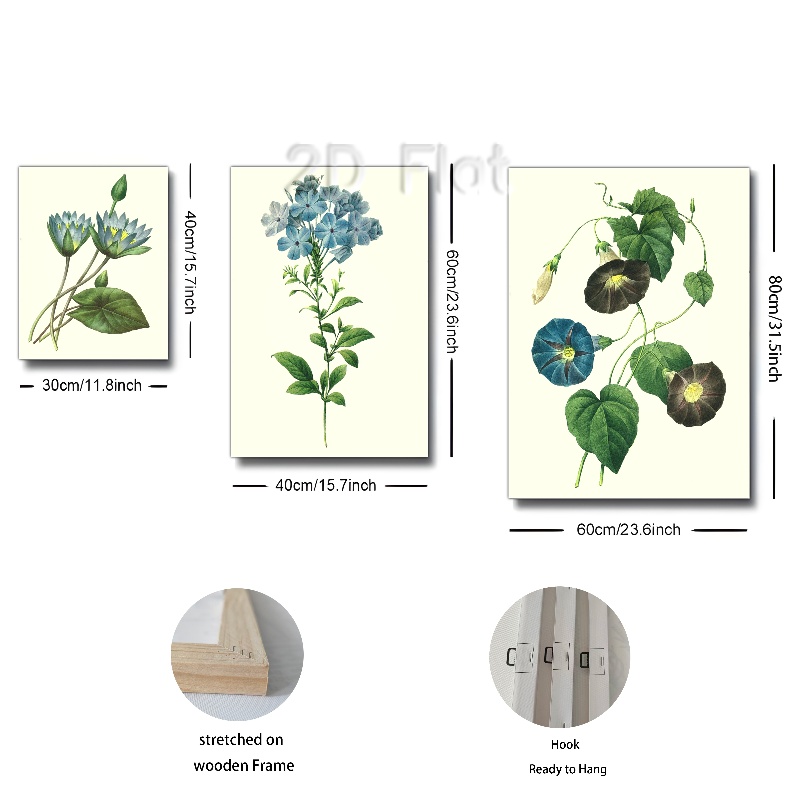 2D Flat
40cm/15.7inch
30cm/11.8inch
60cm/23.6inch
40cm/15.7inch
80cm/31.5inch
60cm/23.6inch
stretched on
wooden Frame
Hook
Ready to Hang